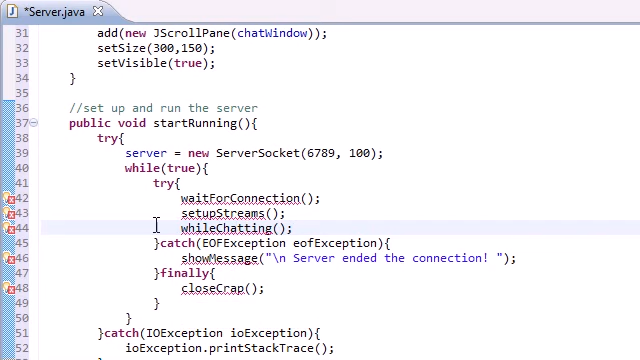 *Server.java
31 add(new JScrollPane(chatWindow));
32 setSize(300,150);
33 setVisible(true);
34 }
35
36 //set up and run the server
37 public void startRunning(){
38 try{
39 server = new ServerSocket(6789, 100);
40 while(true){
41 try{
42 waitForConnection();
43 setupStreams();
44 whileChatting();
45 }catch(EOFException eofException){
46 showMessage("\n Server ended the connection! ");
47 }finally{
48 closeCrap();
49 }
50 }
51 }catch(IOException ioException){
52 ioException.printStackTrace();